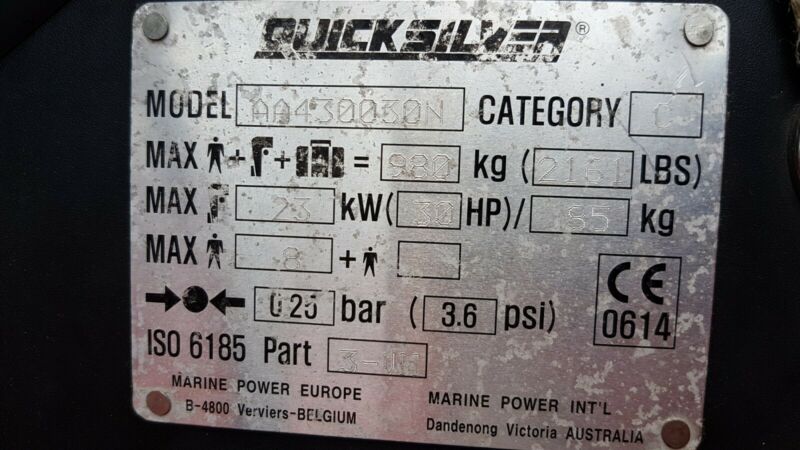 QUICKSILVER®
MODEL AA430030N CATEGORY C
MAX + + = 980 kg (2161 LBS)
MAX 23 kW (30 HP)/ kg
MAX 8 +
0.25 bar (3.6 psi)
CE
0614
ISO 6185 Part
MARINE POWER EUROPE
B-4800 Verviers-BELGIUM
MARINE POWER INT'L
Dandenong Victoria AUSTRALIA